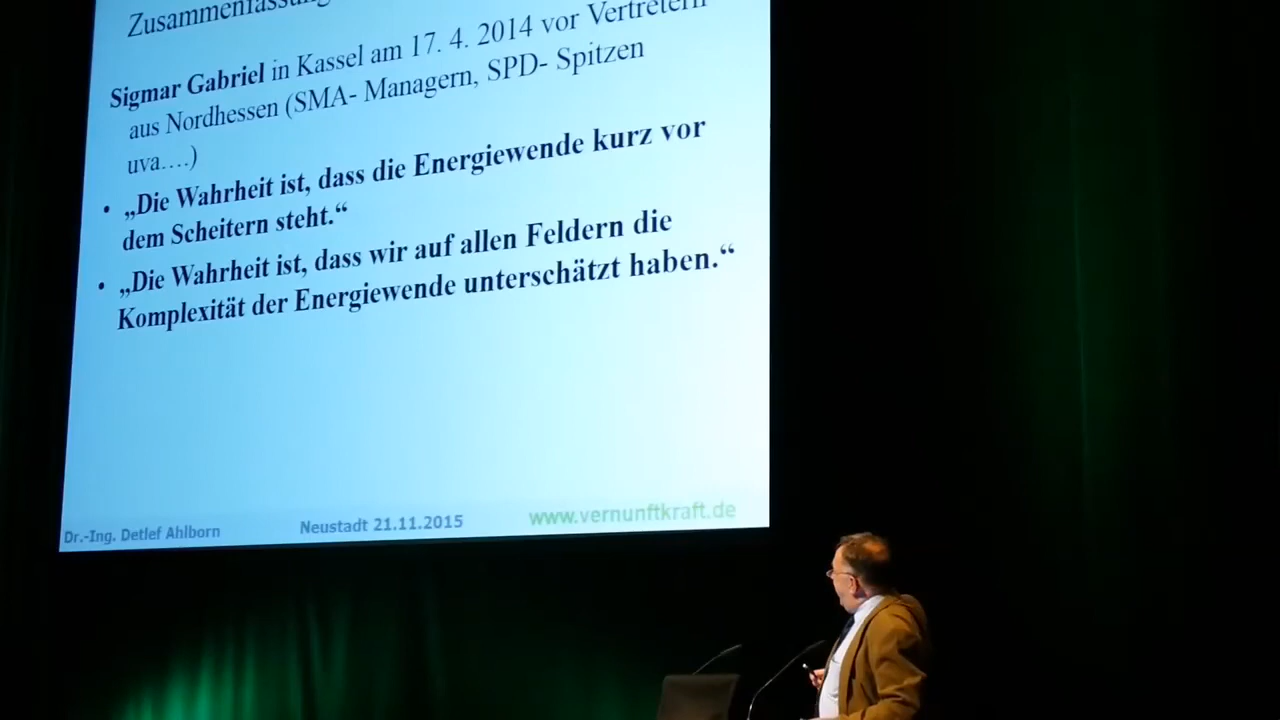 Zusammenfassung
Sigmar Gabriel in Kassel am 17. 4. 2014 vor Vertretern
aus Nordhessen (SMA- Managern, SPD- Spitzen
uva….)
• „Die Wahrheit ist, dass die Energiewende kurz vor
dem Scheitern steht.“
• „Die Wahrheit ist, dass wir auf allen Feldern die
Komplexität der Energiewende unterschätzt haben.“
Dr.-Ing. Detlef Ahlborn Neustadt 21.11.2015 www.vernunftkraft.de